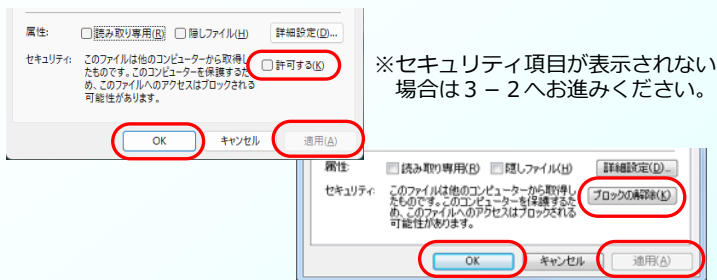 属性: 読み取り専用(R) 隠しファイル(H) 詳細設定(D)...
セキュリティ: このファイルは他のコンピューターから取得し
たものです。このコンピューターを保護するた
め、このファイルへのアクセスはブロックされる
可能性があります。
許可する(K)
OK キャンセル 適用(A)
※セキュリティ項目が表示されない
場合は３－２へお進みください。
属性: 読み取り専用(R) 隠しファイル(H) 詳細設定(D)...
セキュリティ: このファイルは他のコンピューターから取得し
たものです。このコンピューターを保護するた
め、このファイルへのアクセスはブロックされる
可能性があります。
ブロックの解除(K)
OK キャンセル 適用(A)